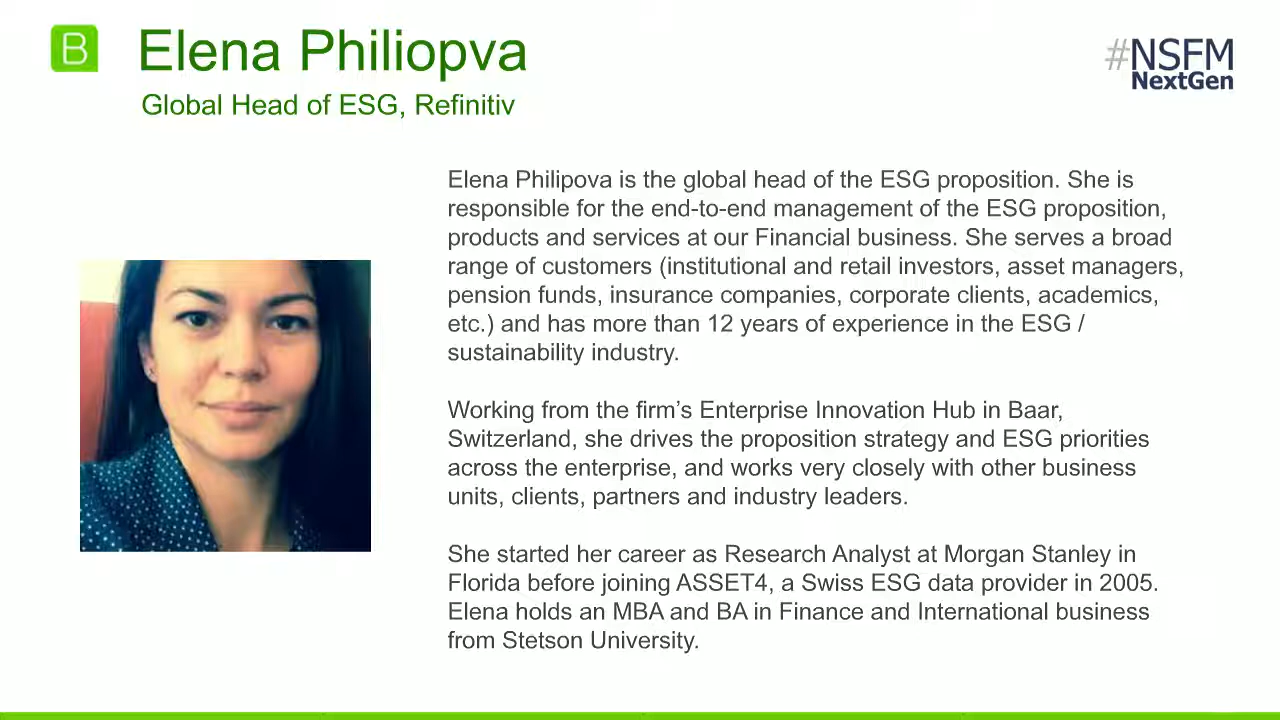 B
Elena Philiopva
#NSFM
NextGen
Global Head of ESG, Refinitiv
Elena Philipova is the global head of the ESG proposition. She is
responsible for the end-to-end management of the ESG proposition,
products and services at our Financial business. She serves a broad
range of customers (institutional and retail investors, asset managers,
pension funds, insurance companies, corporate clients, academics,
etc.) and has more than 12 years of experience in the ESG /
sustainability industry.
Working from the firm’s Enterprise Innovation Hub in Baar,
Switzerland, she drives the proposition strategy and ESG priorities
across the enterprise, and works very closely with other business
units, clients, partners and industry leaders.
She started her career as Research Analyst at Morgan Stanley in
Florida before joining ASSET4, a Swiss ESG data provider in 2005.
Elena holds an MBA and BA in Finance and International business
from Stetson University.